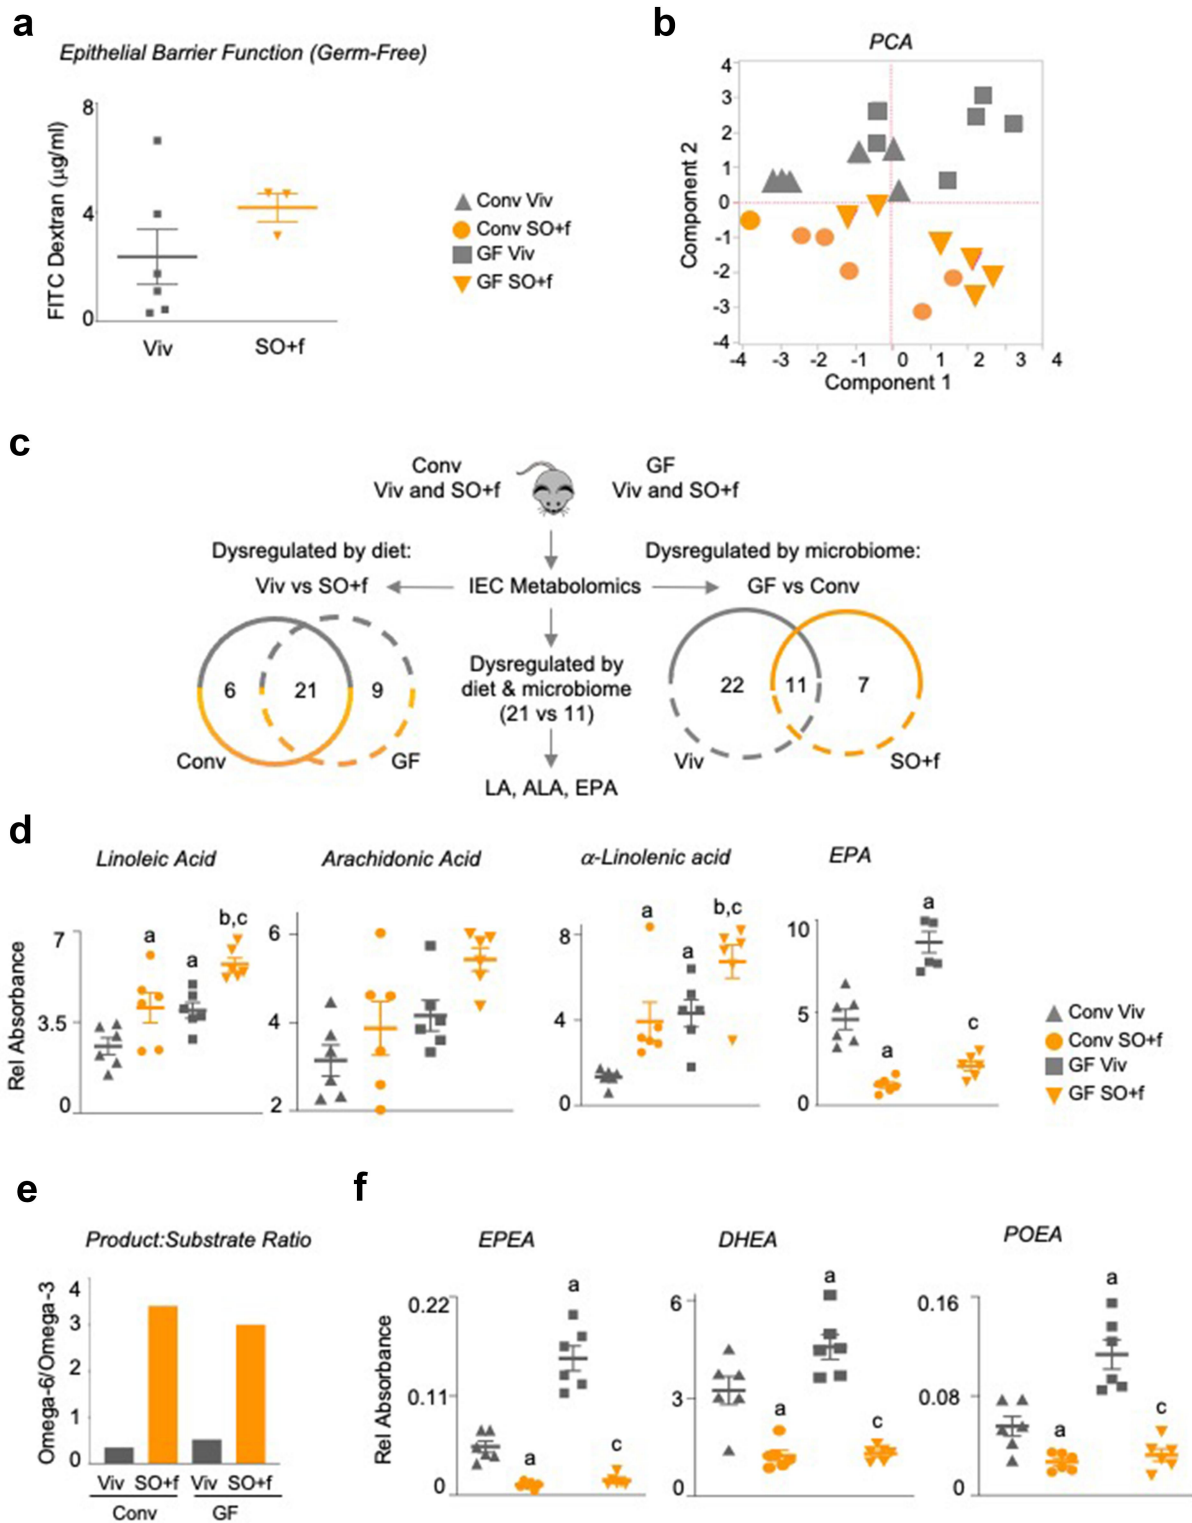 a
Epithelial Barrier Function (Germ-Free)
FITC Dextran (µg/ml)
8
4
0
Viv
SO+f
Conv Viv
Conv SO+f
GF Viv
GF SO+f
b
PCA
Component 2
4
3
2
1
0
-1
-2
-3
-4
-4 -3 -2 -1 0 1 2 3 4
Component 1
c
Conv
Viv and SO+f
GF
Viv and SO+f
Dysregulated by diet:
Viv vs SO+f
IEC Metabolomics
Dysregulated by microbiome:
GF vs Conv
6 21 9
Conv
GF
Dysregulated by
diet & microbiome
(21 vs 11)
LA, ALA, EPA
22 11 7
Viv
SO+f
d
Rel Absorbance
Linoleic Acid
7
3.5
0
a
a
b,c
Arachidonic Acid
6
4
2
α-Linolenic acid
8
4
0
a
a
b,c
EPA
10
5
0
a
a
c
Conv Viv
Conv SO+f
GF Viv
GF SO+f
e
Product:Substrate Ratio
Omega-6/Omega-3
4
3
2
1
0
Viv SO+f Viv SO+f
Conv GF
f
Rel Absorbance
EPEA
0.22
0.11
0
a
a
c
DHEA
6
3
0
a
a
c
POEA
0.16
0.08
0
a
a
c